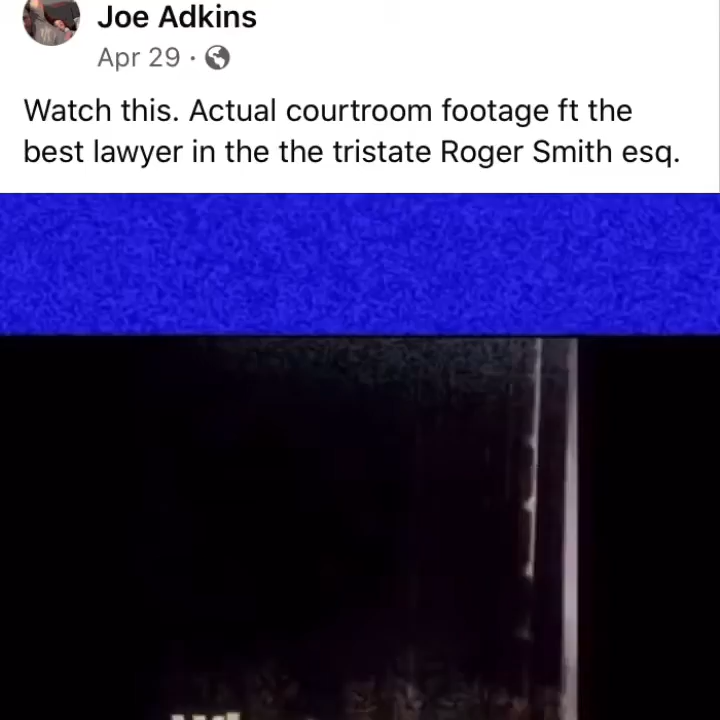 Joe Adkins
Apr 29 ·
Watch this. Actual courtroom footage ft the
best lawyer in the the tristate Roger Smith esq.